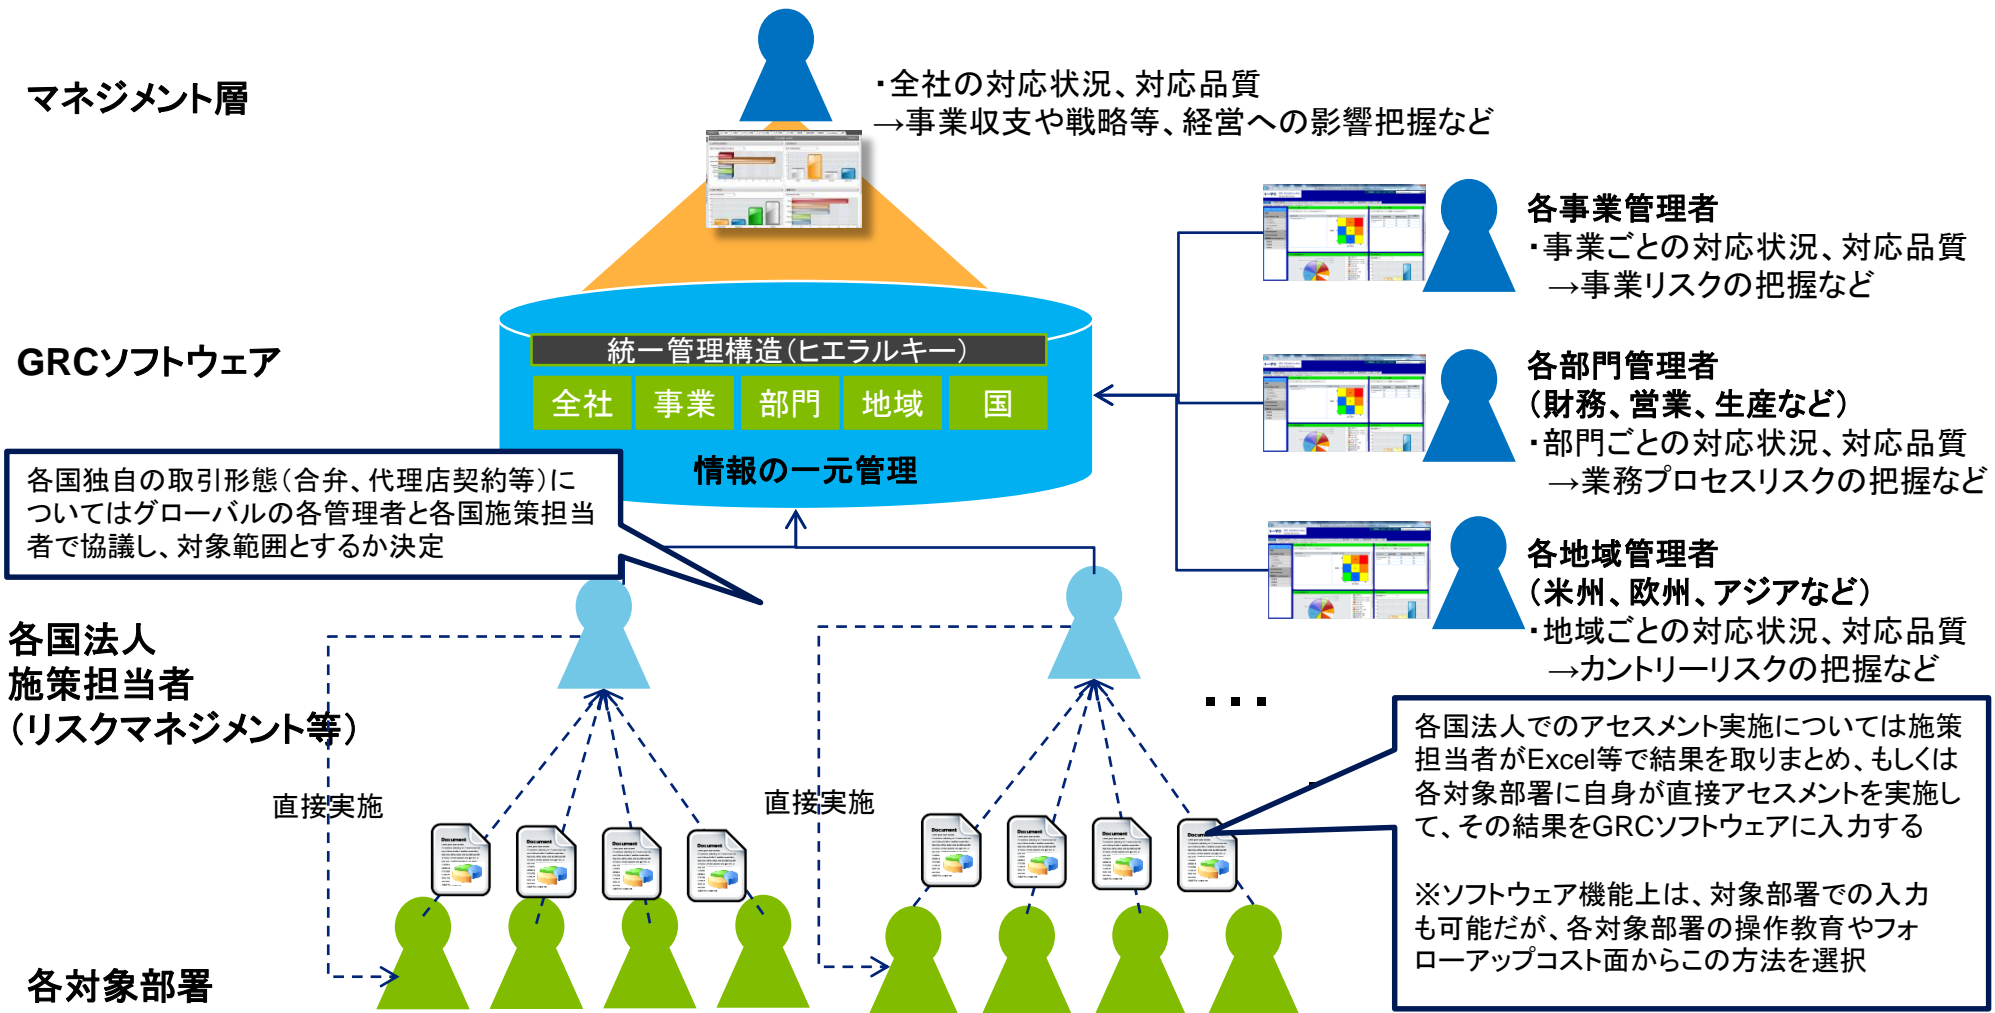 マネジメント層
・全社の対応状況、対応品質
→事業収支や戦略等、経営への影響把握など
各事業管理者
・事業ごとの対応状況、対応品質
→事業リスクの把握など
GRCソフトウェア
統一管理構造(ヒエラルキー)
全社 事業 部門 地域 国
情報の一元管理
各部門管理者
(財務、営業、生産など)
・部門ごとの対応状況、対応品質
→業務プロセスリスクの把握など
各国独自の取引形態(合弁、代理店契約等)に
ついてはグローバルの各管理者と各国施策担当
者で協議し、対象範囲とするか決定
各地域管理者
(米州、欧州、アジアなど)
・地域ごとの対応状況、対応品質
→カントリーリスクの把握など
各国法人
施策担当者
(リスクマネジメント等)
・・・
直接実施
直接実施
各国法人でのアセスメント実施については施策
担当者がExcel等で結果を取りまとめ、もしくは
各対象部署に自身が直接アセスメントを実施し
て、その結果をGRCソフトウェアに入力する
※ソフトウェア機能上は、対象部署での入力
も可能だが、各対象部署の操作教育やフォ
ローアップコスト面からこの方法を選択
Document
Document
Document
Document
Document
Document
Document
Document
各対象部署